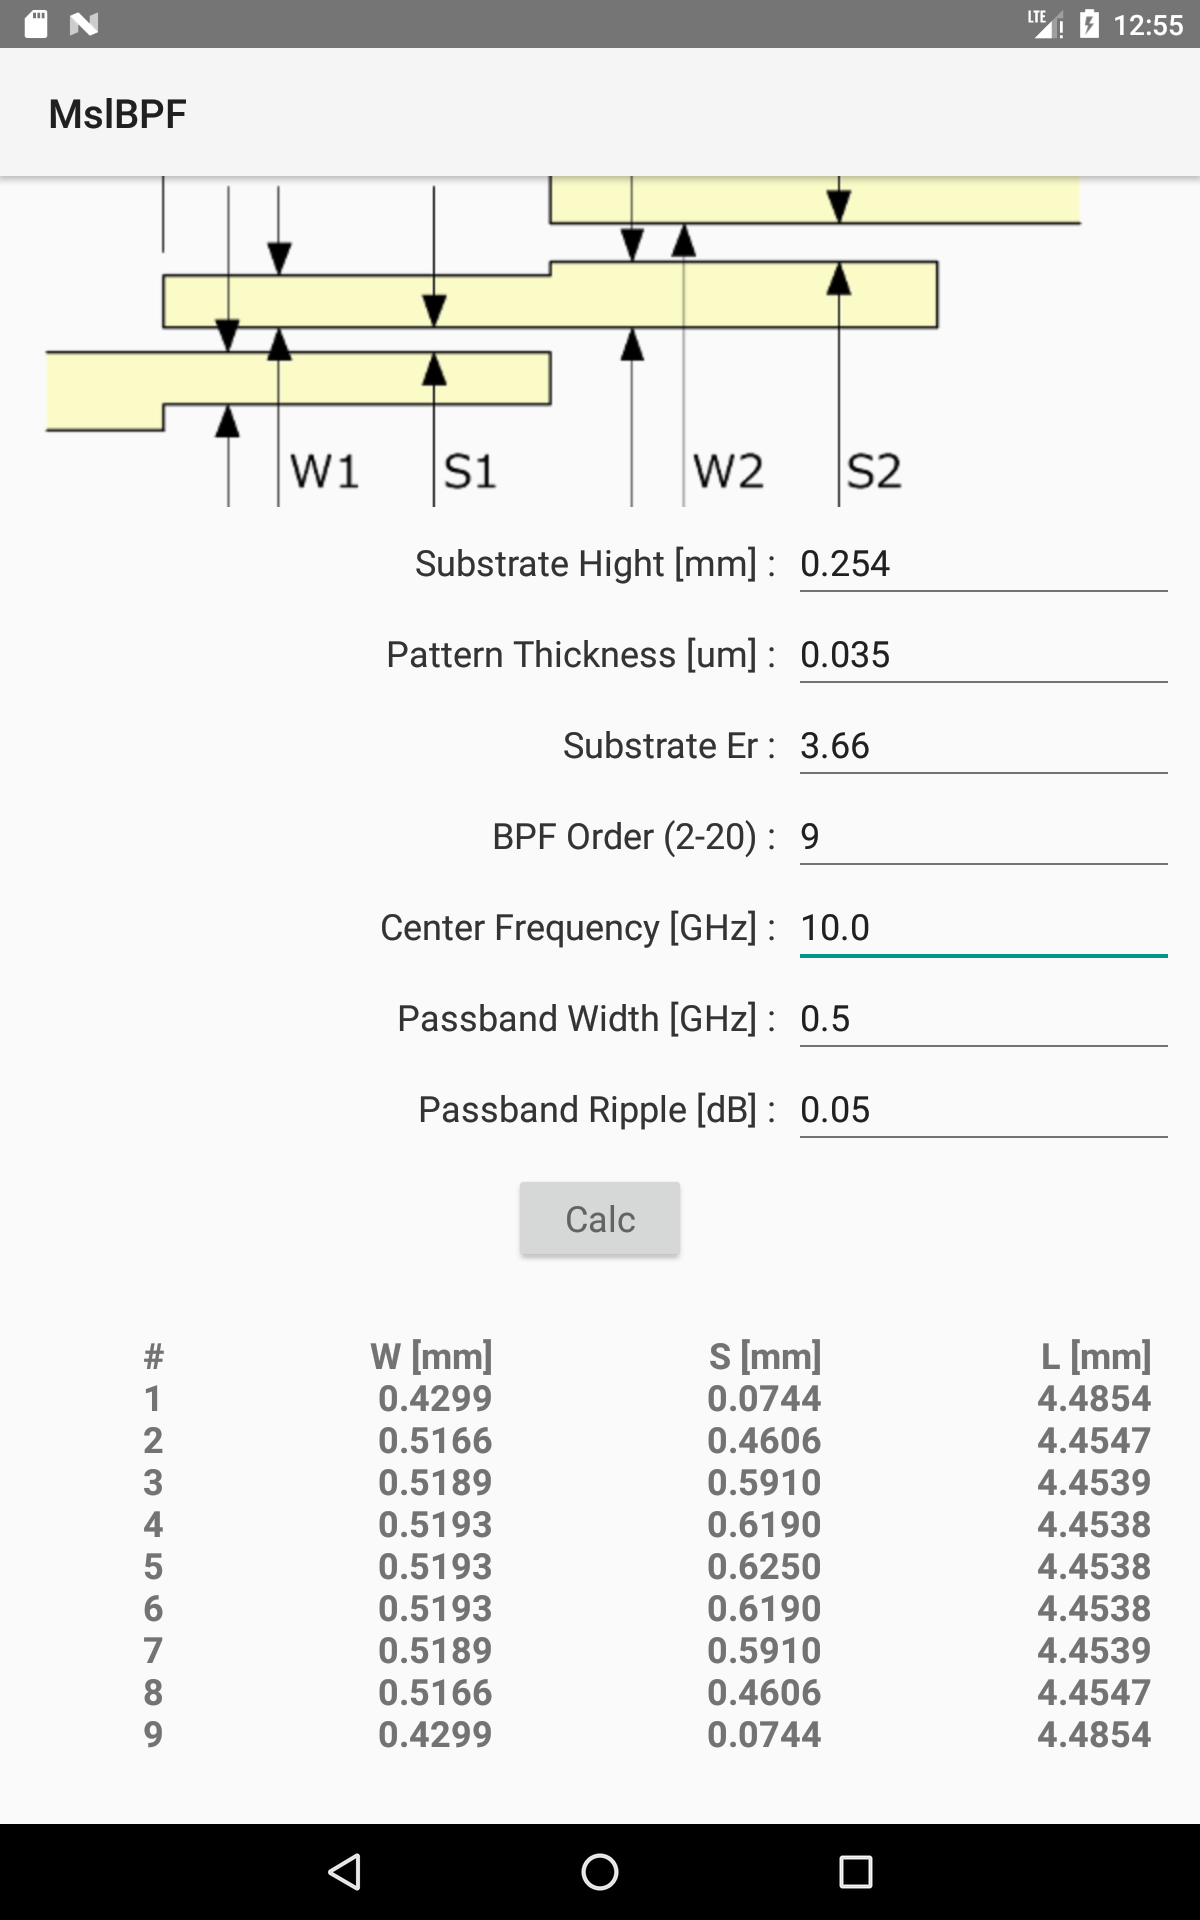 LTE 12:55
MslBPF
W1 S1 W2 S2
Substrate Hight [mm] : 0.254
Pattern Thickness [um] : 0.035
Substrate Er : 3.66
BPF Order (2-20) : 9
Center Frequency [GHz] : 10.0
Passband Width [GHz] : 0.5
Passband Ripple [dB] : 0.05
Calc
# W [mm] S [mm] L [mm]
1 0.4299 0.0744 4.4854
2 0.5166 0.4606 4.4547
3 0.5189 0.5910 4.4539
4 0.5193 0.6190 4.4538
5 0.5193 0.6250 4.4538
6 0.5193 0.6190 4.4538
7 0.5189 0.5910 4.4539
8 0.5166 0.4606 4.4547
9 0.4299 0.0744 4.4854